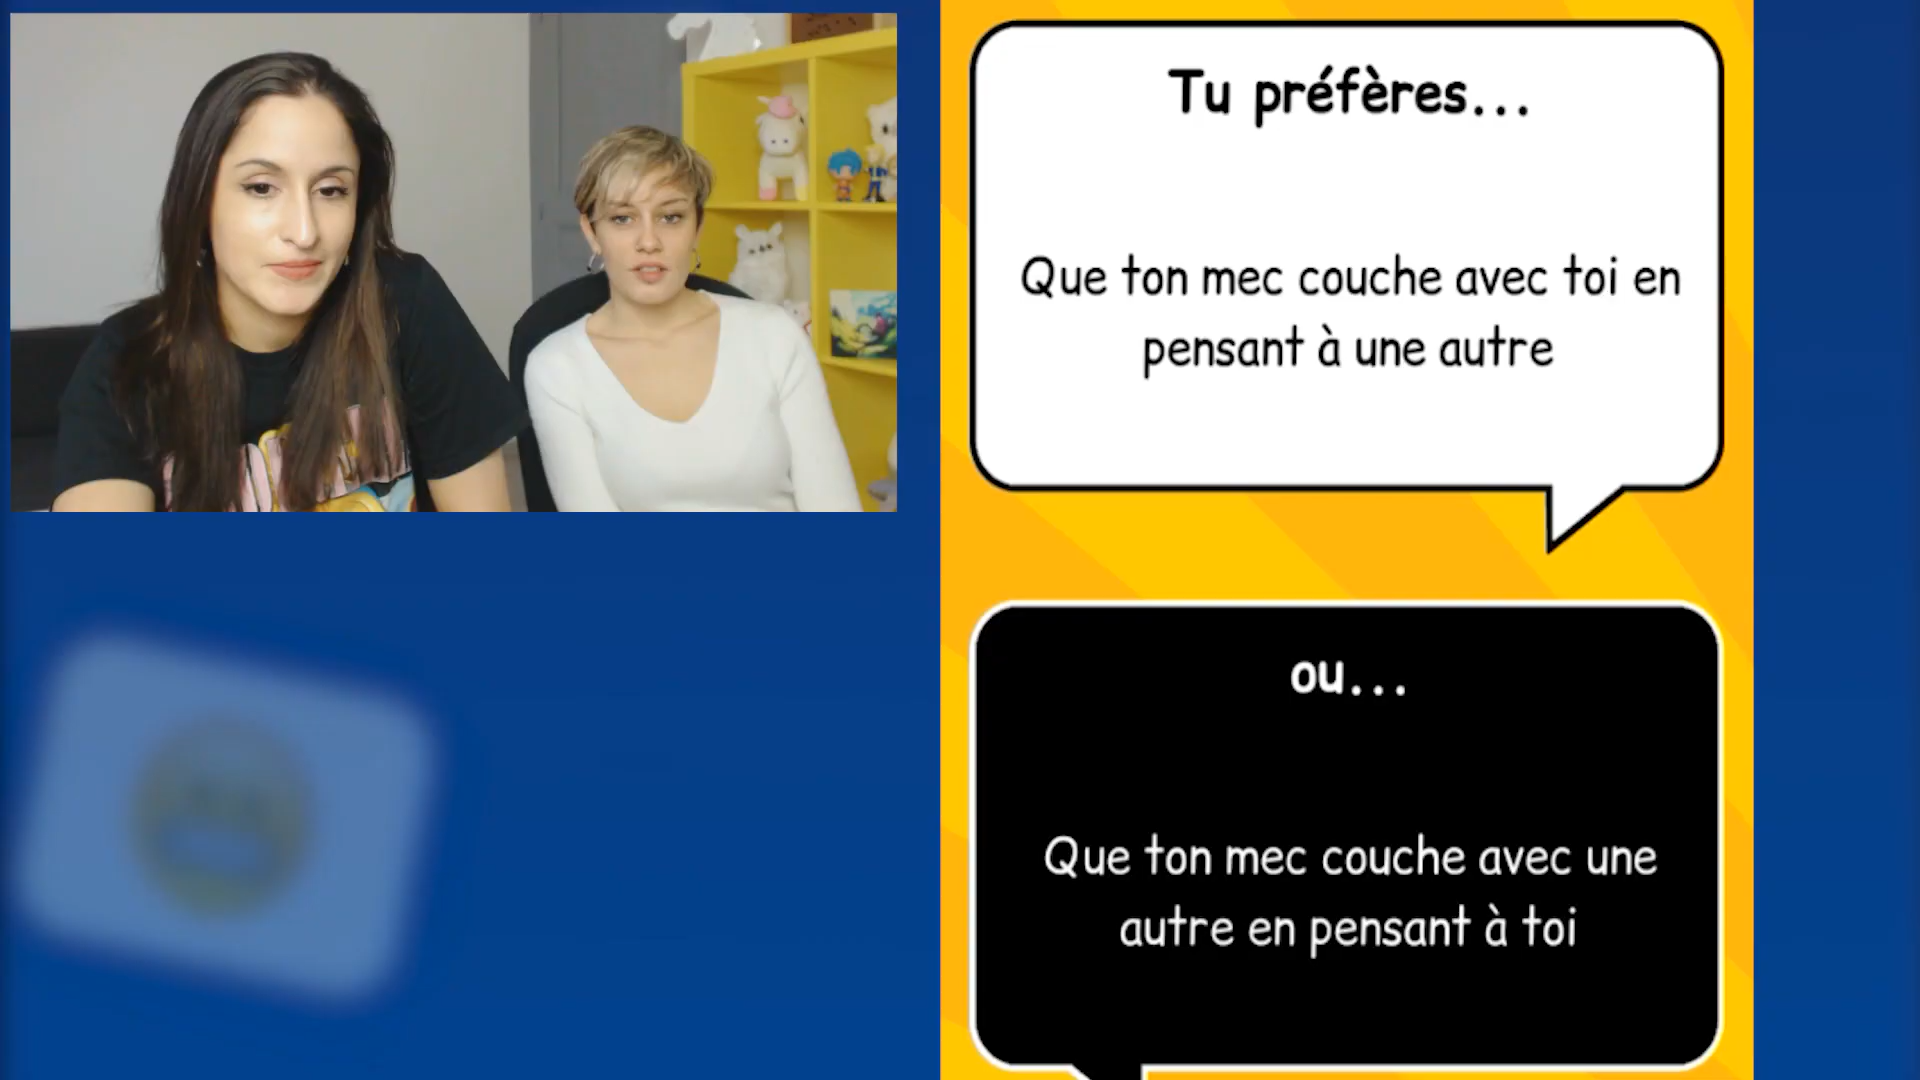 Tu préfères...
Que ton mec couche avec toi en
pensant à une autre
ou...
Que ton mec couche avec une
autre en pensant à toi